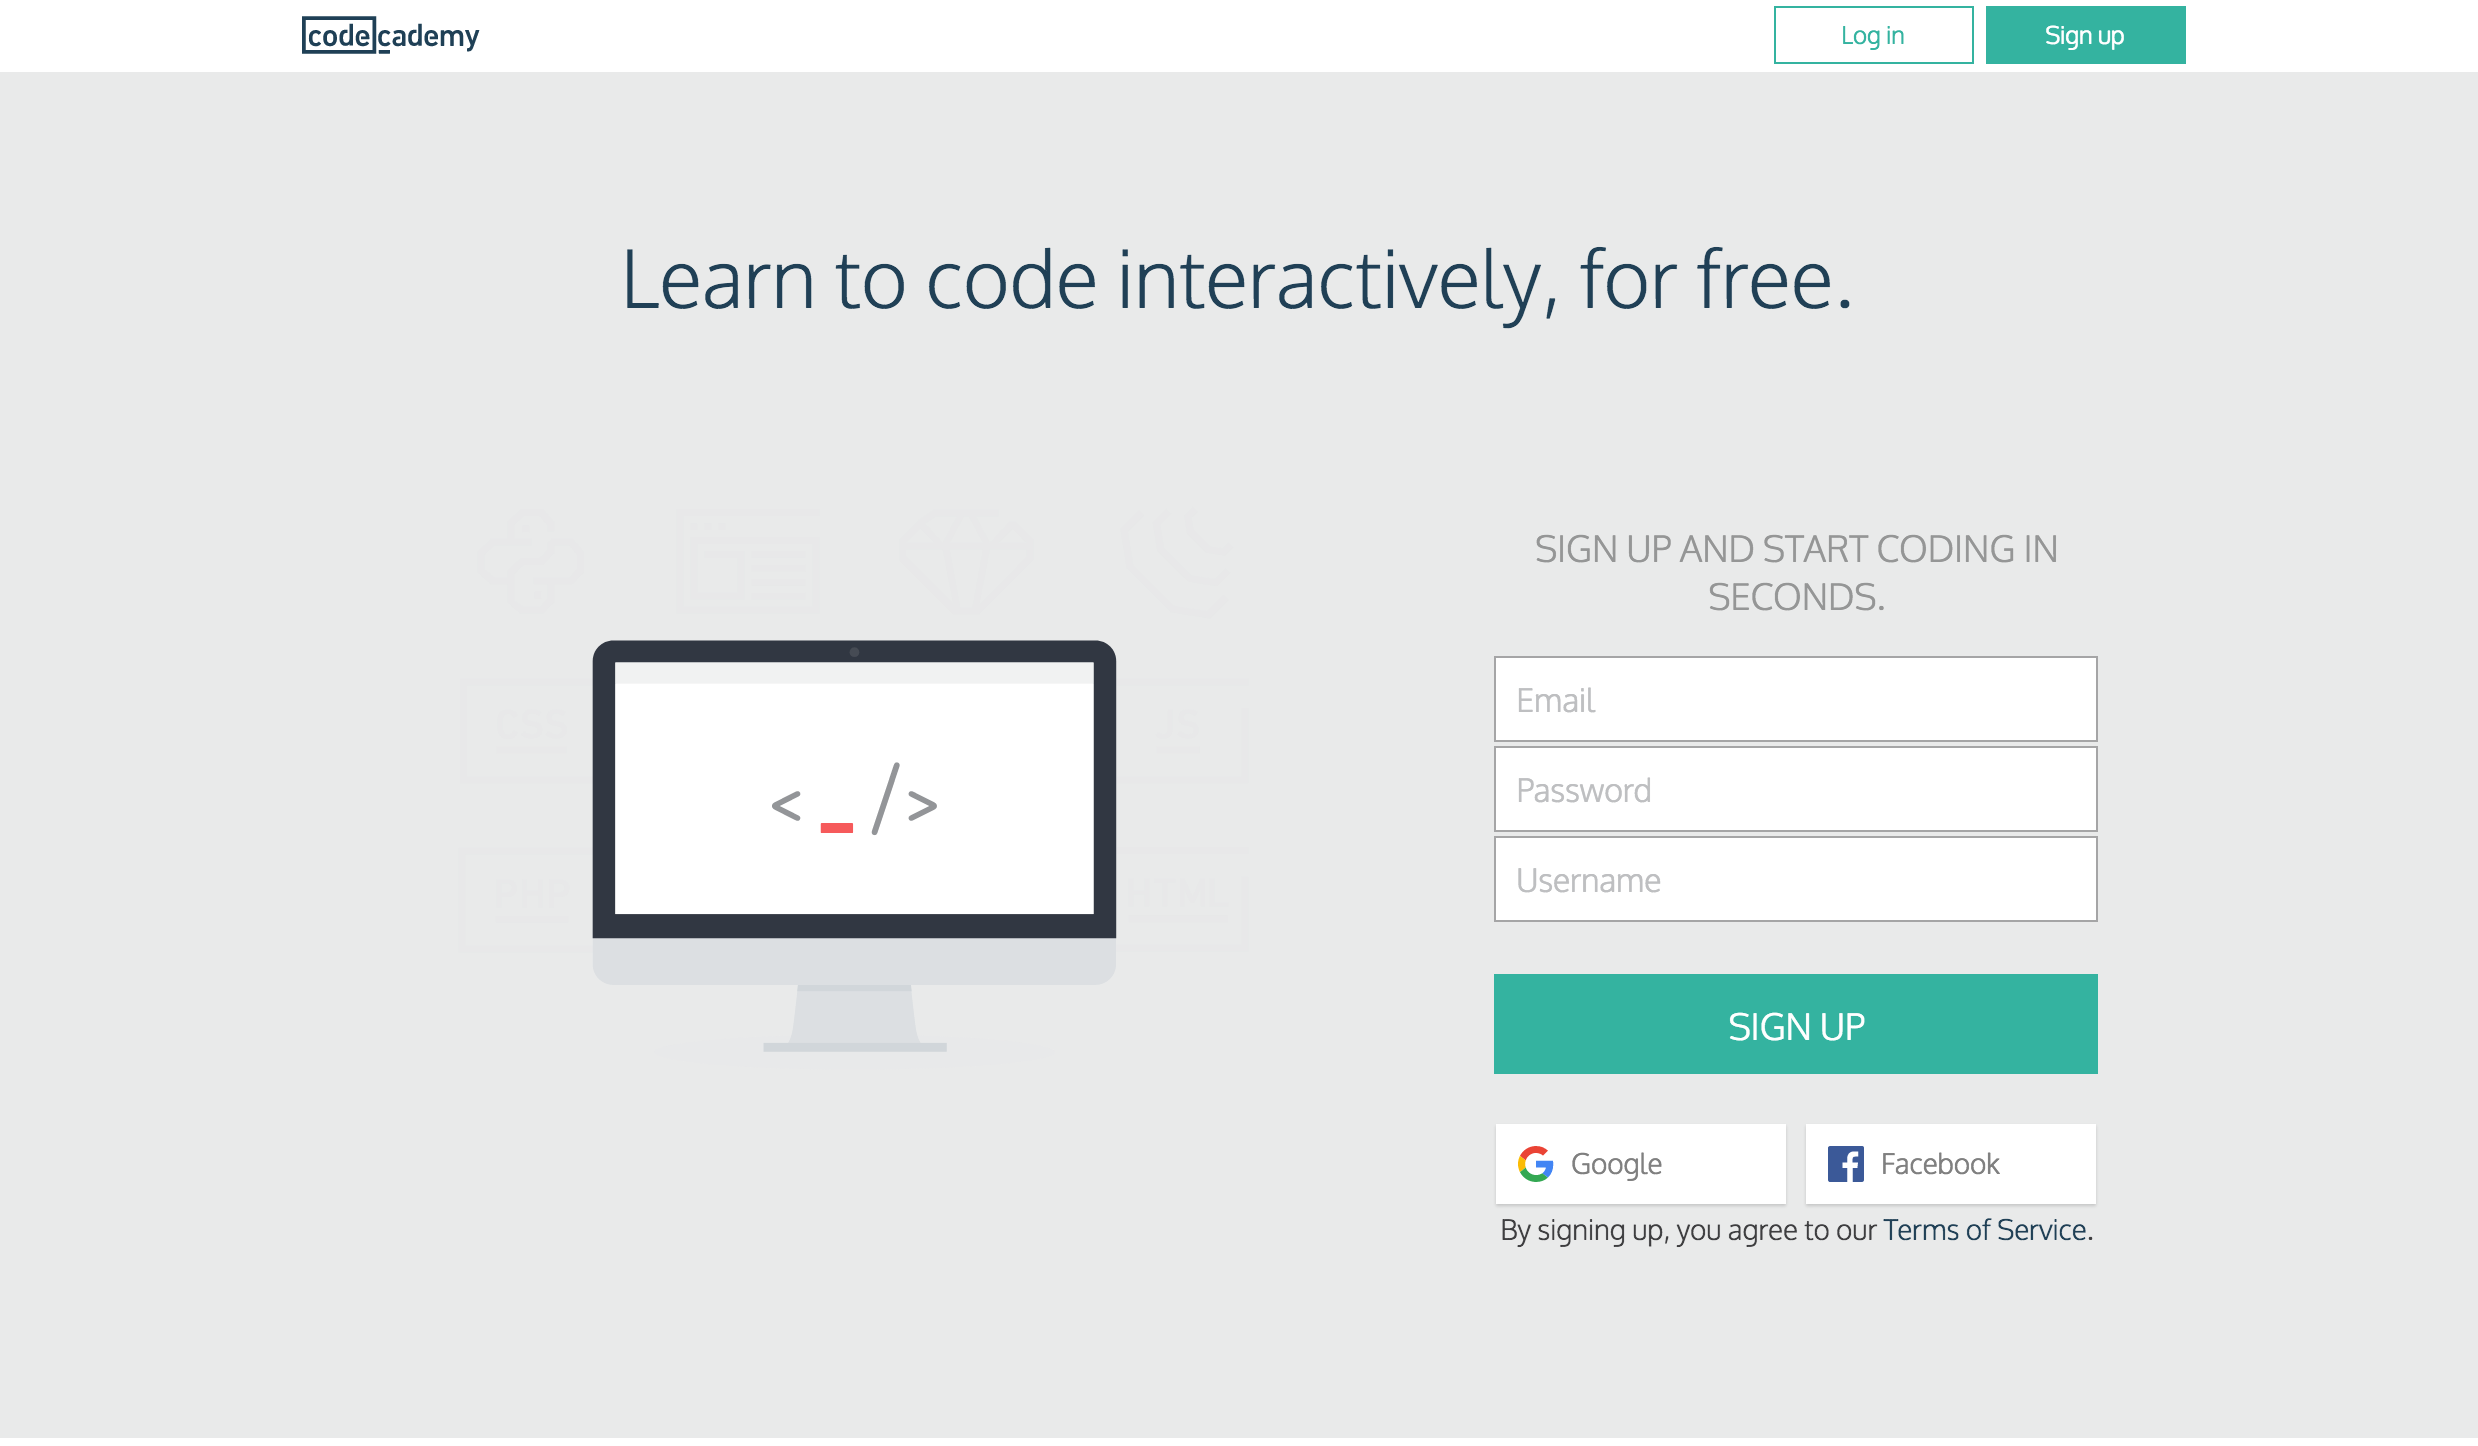 codecademy
Log in
Sign up
Learn to code interactively, for free.
SIGN UP AND START CODING IN
SECONDS.
Email
CSS
JS
Password
< _ />
Username
PHP
HTML
SIGN UP
Google
Facebook
By signing up, you agree to our Terms of Service.